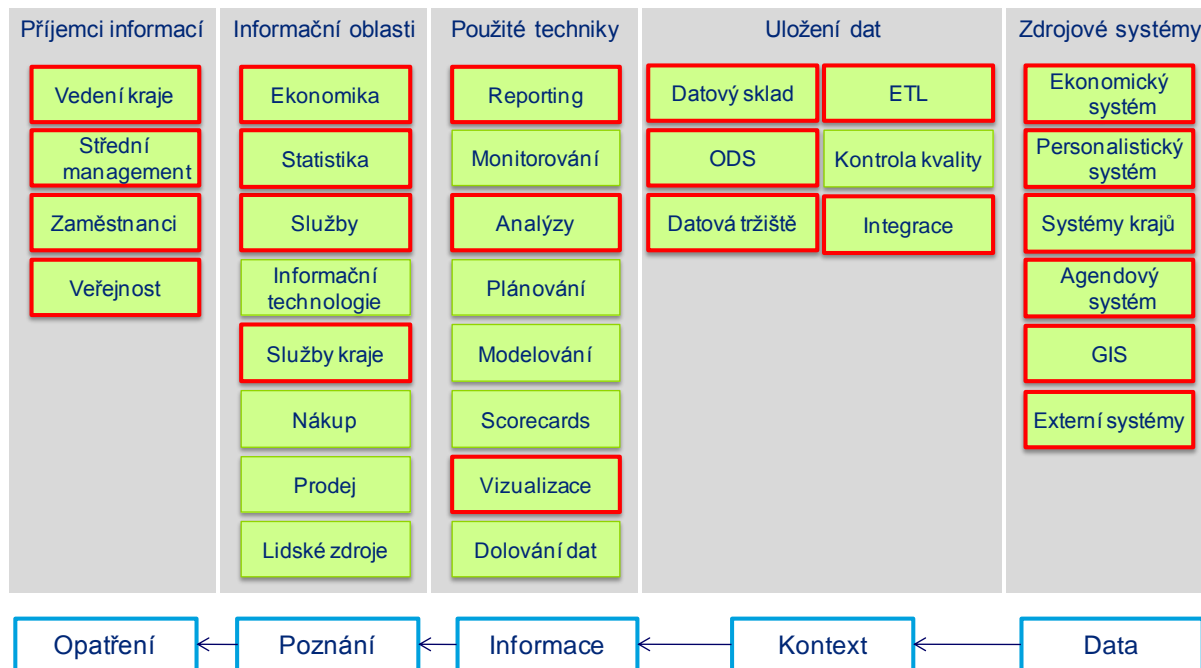 Příjemci informací
Vedení kraje
Střední
management
Zaměstnanci
Veřejnost
Informační oblasti
Ekonomika
Statistika
Služby
Informační
technologie
Služby kraje
Nákup
Prodej
Lidské zdroje
Použité techniky
Reporting
Monitorování
Analýzy
Plánování
Modelování
Scorecards
Vizualizace
Dolování dat
Uložení dat
Datový sklad
ETL
ODS
Kontrola kvality
Datová tržiště
Integrace
Zdrojové systémy
Ekonomický
systém
Personalistický
systém
Systémy krajů
Agendový
systém
GIS
Externí systémy
Opatření
Poznání
Informace
Kontext
Data